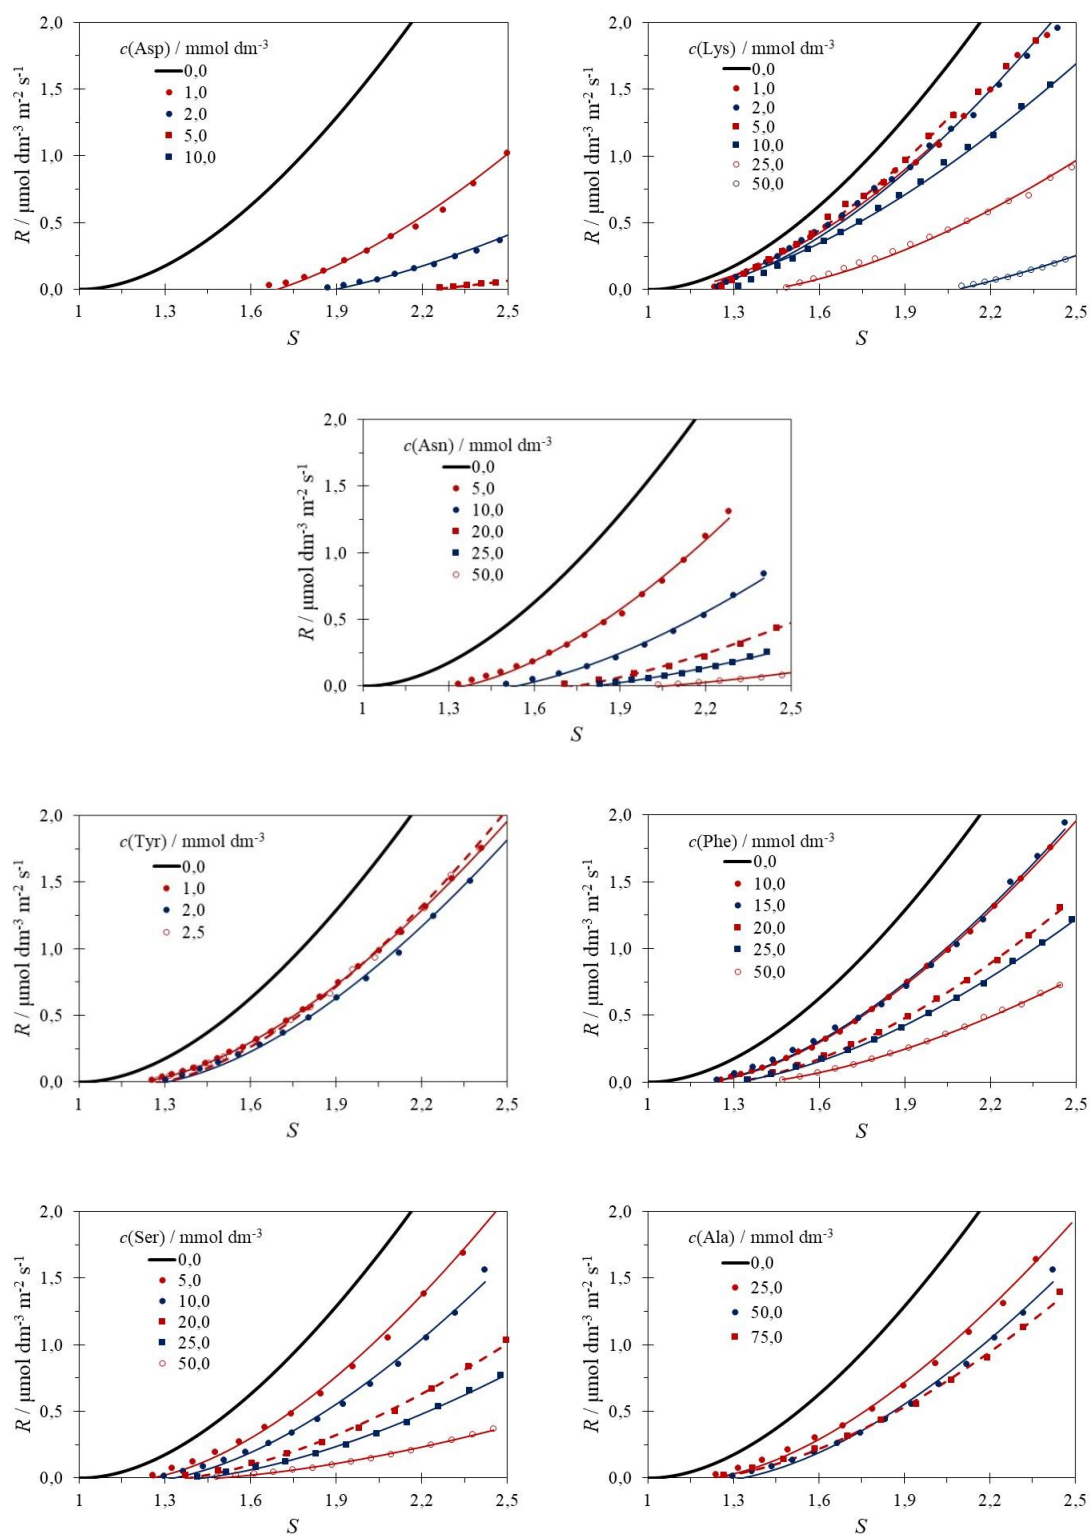 c(Asp) / mmol dm-3
0,0
1,0
2,0
5,0
10,0
R / µmol dm-3 m-2 s-1
2,0
1,5
1,0
0,5
0,0
1 1,3 1,6 1,9 2,2 2,5
S
c(Lys) / mmol dm-3
0,0
1,0
2,0
5,0
10,0
25,0
50,0
R / µmol dm-3 m-2 s-1
2,0
1,5
1,0
0,5
0,0
1 1,3 1,6 1,9 2,2 2,5
S
c(Asn) / mmol dm-3
0,0
5,0
10,0
20,0
25,0
50,0
R / µmol dm-3 m-2 s-1
2,0
1,5
1,0
0,5
0,0
1 1,3 1,6 1,9 2,2 2,5
S
c(Tyr) / mmol dm-3
0,0
1,0
2,0
2,5
R / µmol dm-3 m-2 s-1
2,0
1,5
1,0
0,5
0,0
1 1,3 1,6 1,9 2,2 2,5
S
c(Phe) / mmol dm-3
0,0
10,0
15,0
20,0
25,0
50,0
R / µmol dm-3 m-2 s-1
2,0
1,5
1,0
0,5
0,0
1 1,3 1,6 1,9 2,2 2,5
S
c(Ser) / mmol dm-3
0,0
5,0
10,0
20,0
25,0
50,0
R / µmol dm-3 m-2 s-1
2,0
1,5
1,0
0,5
0,0
1 1,3 1,6 1,9 2,2 2,5
S
c(Ala) / mmol dm-3
0,0
25,0
50,0
75,0
R / µmol dm-3 m-2 s-1
2,0
1,5
1,0
0,5
0,0
1 1,3 1,6 1,9 2,2 2,5
S